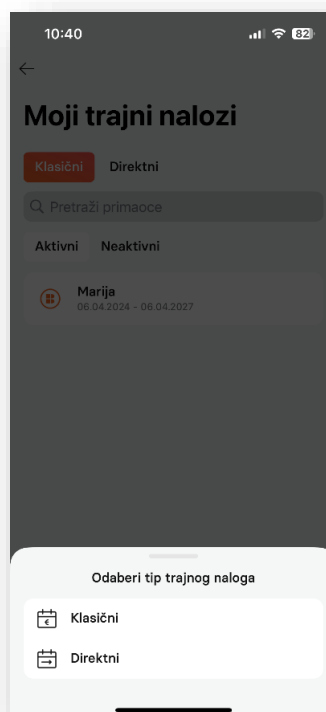 10:40
82
Moji trajni nalozi
Klasični Direktni
Pretraži primaoce
Aktivni Neaktivni
Marija
06.04.2024 - 06.04.2027
Odaberi tip trajnog naloga
Klasični
Direktni